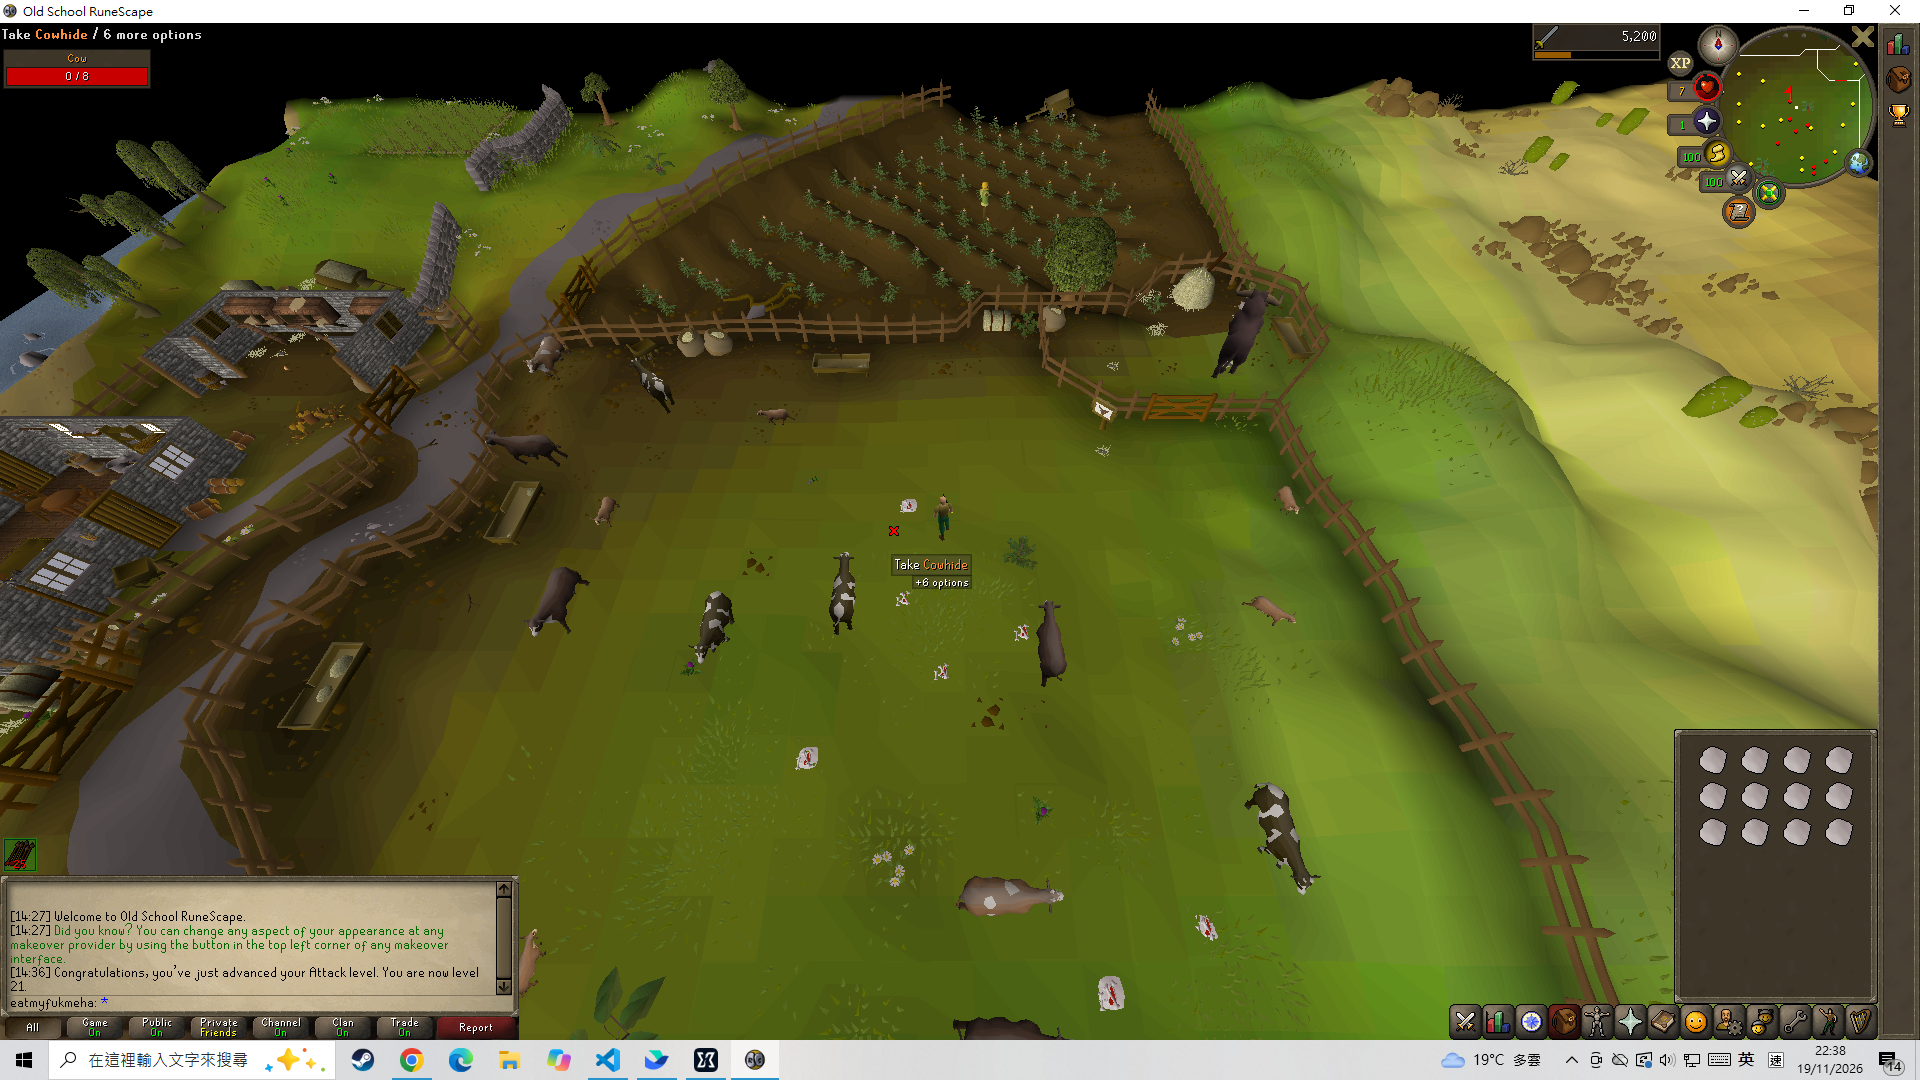 Old School RuneScape
Take Cowhide / 6 more options
Cow
0 / 8
5,200
N
XP
7
1
100
100
Take Cowhide
+6 options
25
[14:27] Welcome to Old School RuneScape.
[14:27] Did you know? You can change any aspect of your appearance at any
makeover provider by using the button in the top left corner of any makeover
interface.
[14:36] Congratulations, you've just advanced your Attack level. You are now level
21.
eatmyfukmeha: *
All
Game
On
Public
On
Private
Friends
Channel
On
Clan
On
Trade
On
Report
在這裡輸入文字來搜尋
19°C 多雲
英
速
22:38
19/11/2026
14